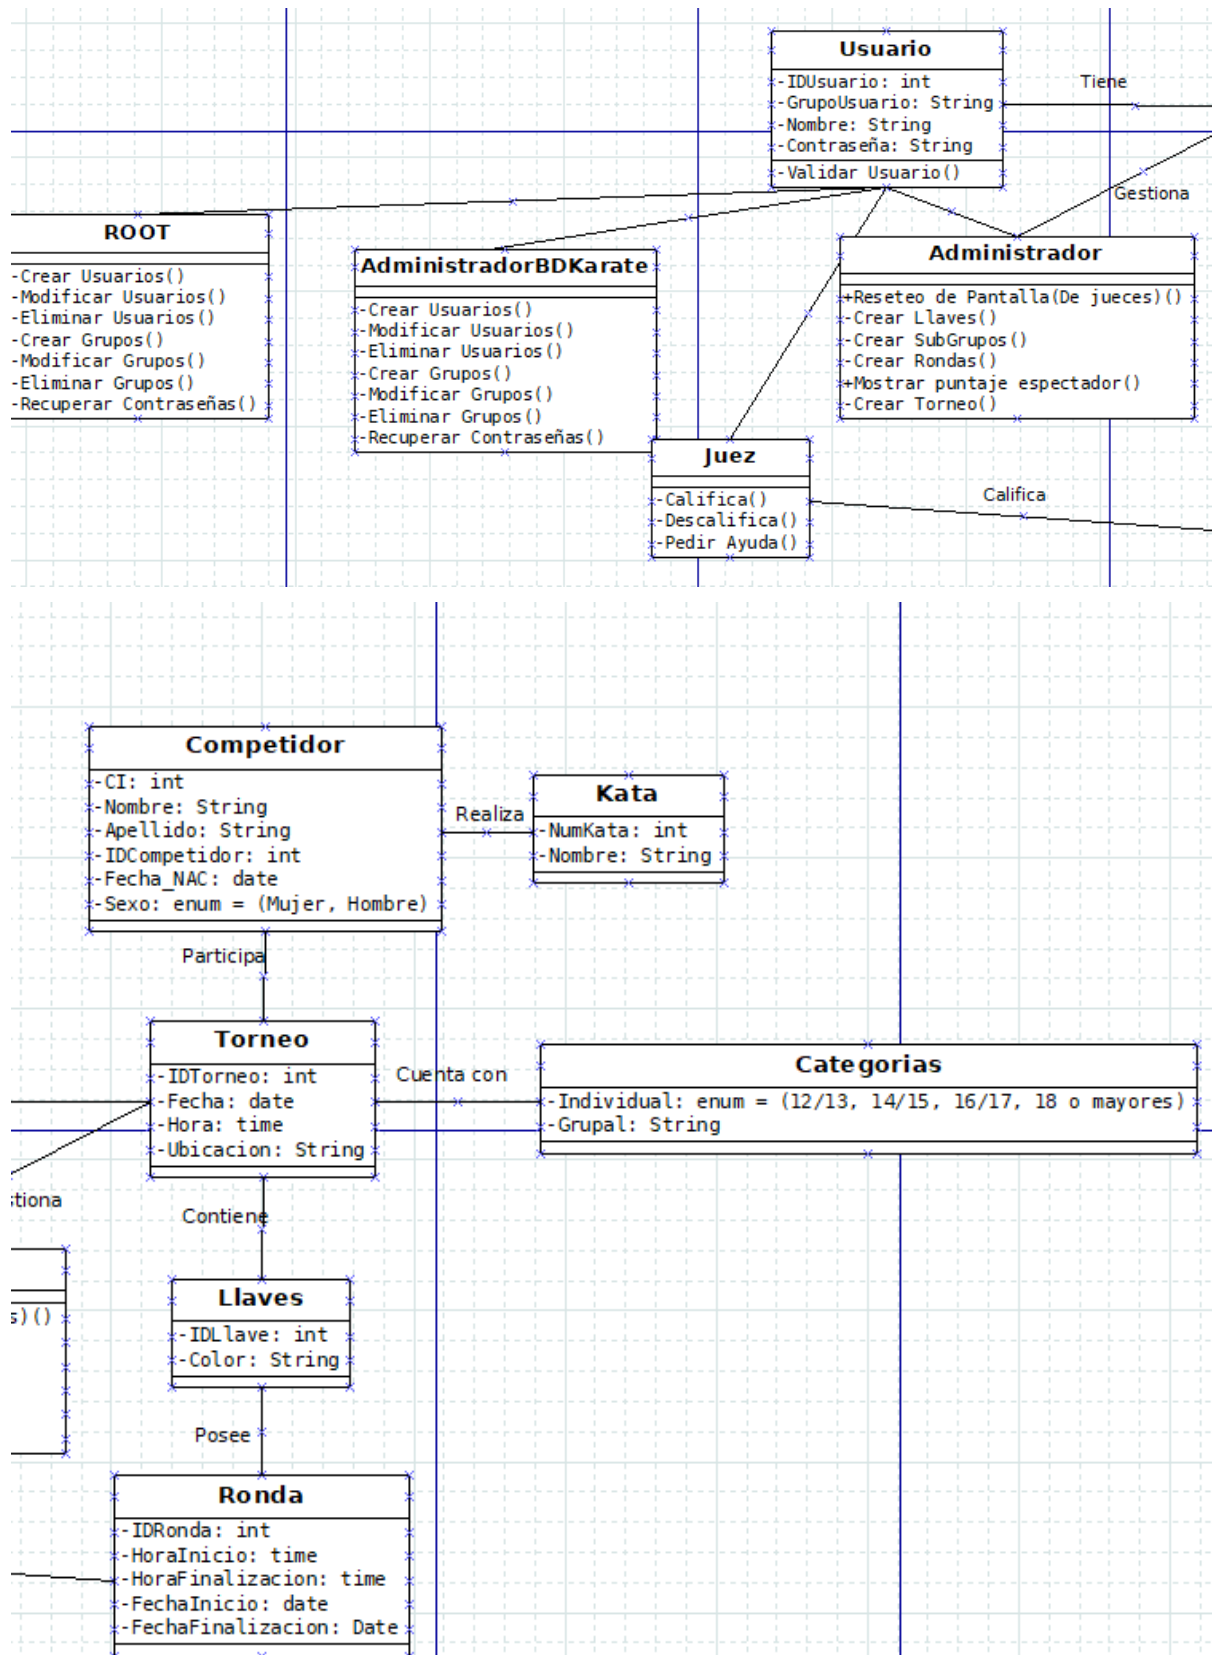 Usuario
-IDUsuario: int
-GrupoUsuario: String
-Nombre: String
-Contraseña: String
-Validar Usuario()
Tiene
Gestiona
ROOT
-Crear Usuarios()
-Modificar Usuarios()
-Eliminar Usuarios()
-Crear Grupos()
-Modificar Grupos()
-Eliminar Grupos()
-Recuperar Contraseñas()
AdministradorBDKarate
-Crear Usuarios()
-Modificar Usuarios()
-Eliminar Usuarios()
-Crear Grupos()
-Modificar Grupos()
-Eliminar Grupos()
-Recuperar Contraseñas()
Administrador
+Reseteo de Pantalla(De jueces)()
-Crear Llaves()
-Crear SubGrupos()
-Crear Rondas()
+Mostrar puntaje espectador()
-Crear Torneo()
Juez
-Califica()
-Descalifica()
-Pedir Ayuda()
Califica
Competidor
-CI: int
-Nombre: String
-Apellido: String
-IDCompetidor: int
-Fecha_NAC: date
-Sexo: enum = (Mujer, Hombre)
Realiza
Kata
-NumKata: int
-Nombre: String
Participa
Torneo
-IDTorneo: int
-Fecha: date
-Hora: time
-Ubicacion: String
Cuenta con
Categorias
-Individual: enum = (12/13, 14/15, 16/17, 18 o mayores)
-Grupal: String
stiona
Contiene
s)()
Llaves
-IDLlave: int
-Color: String
Posee
Ronda
-IDRonda: int
-HoraInicio: time
-HoraFinalizacion: time
-FechaInicio: date
-FechaFinalizacion: Date